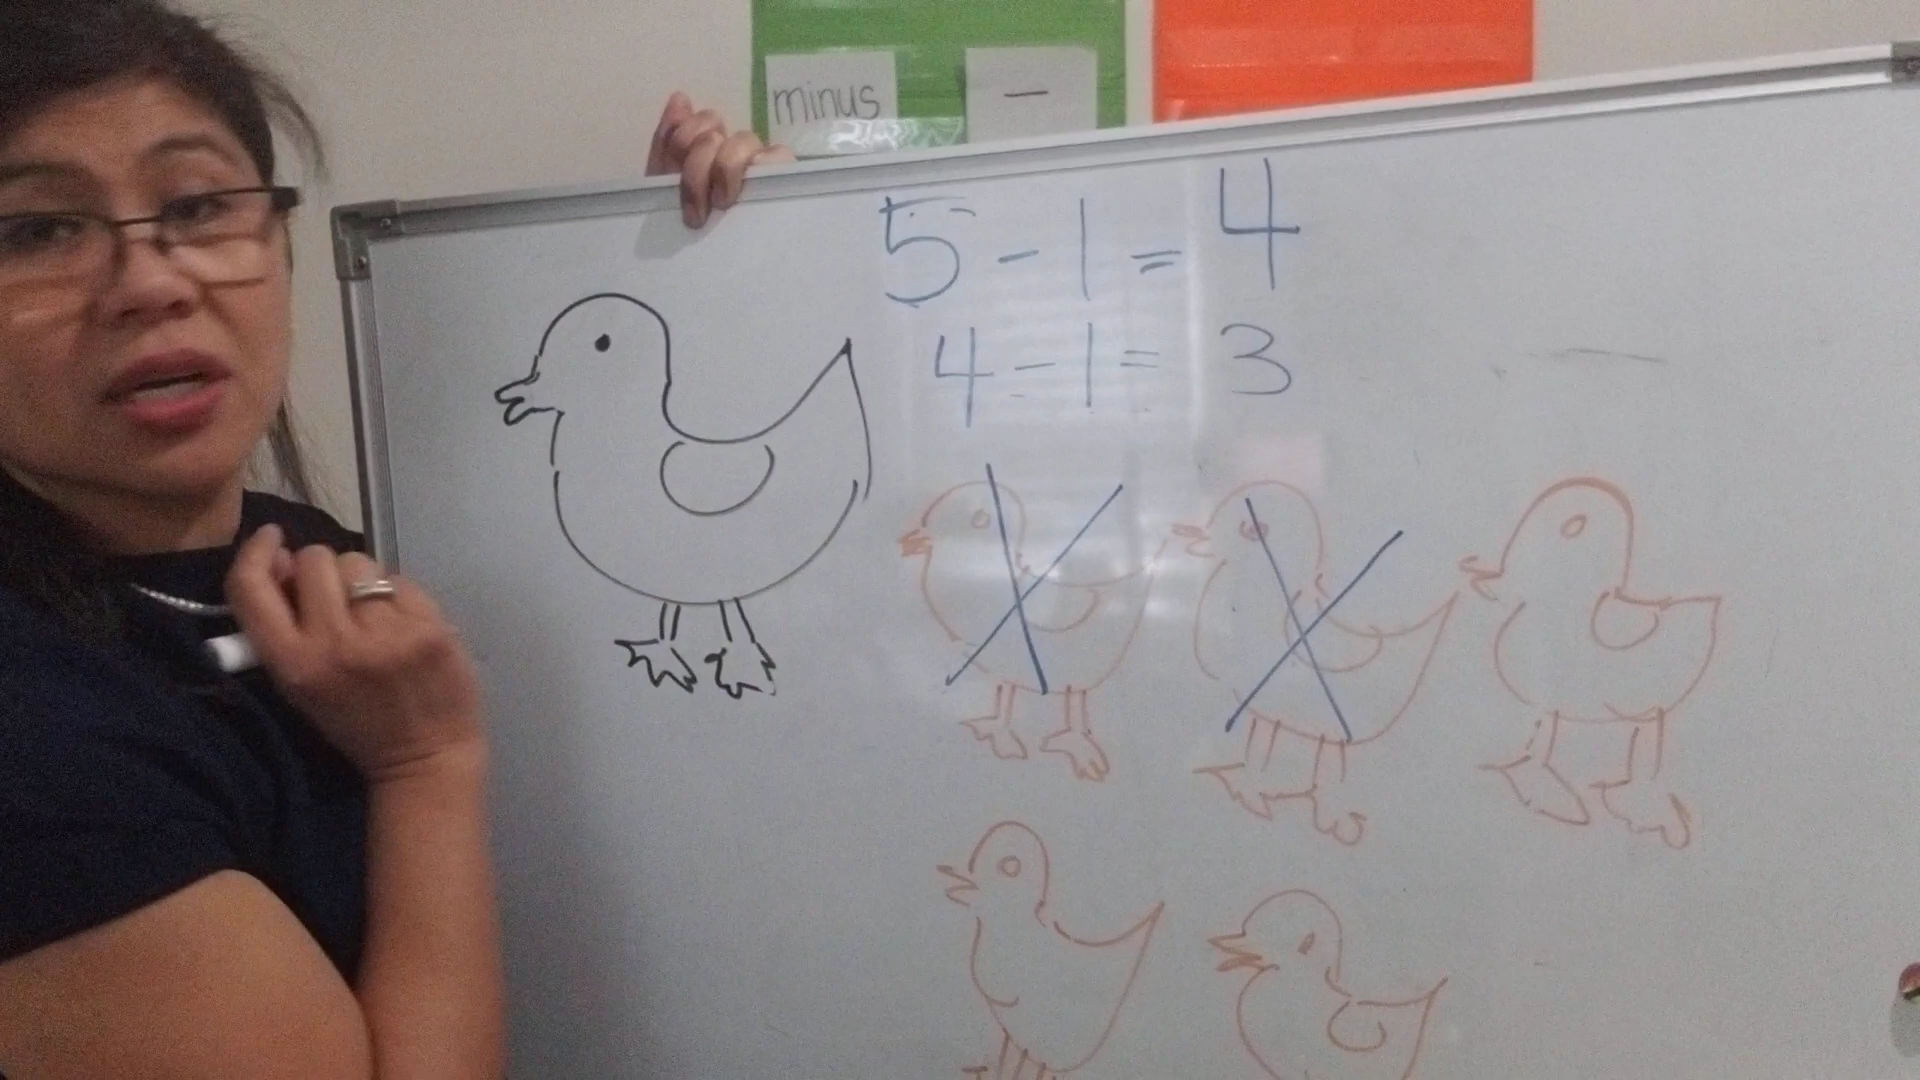 minus -
5 - 1 = 4
4 - 1 = 3